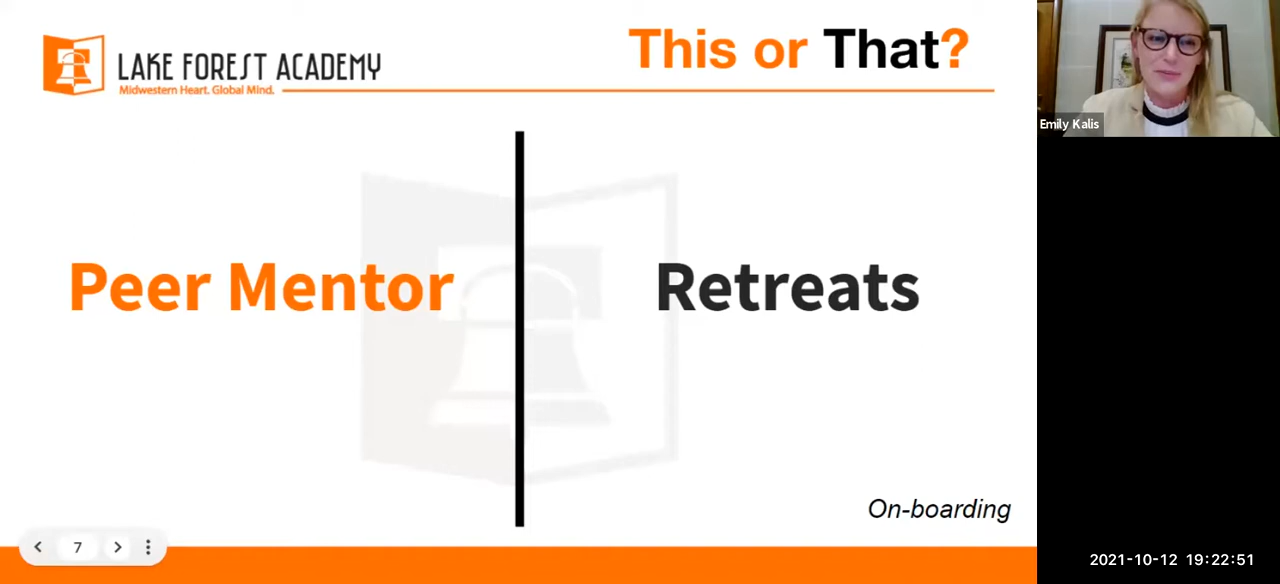 LAKE FOREST ACADEMY
Midwestern Heart. Global Mind.
This or That?
Emily Kalis
Peer Mentor
Retreats
On-boarding
7
2021-10-12 19:22:51